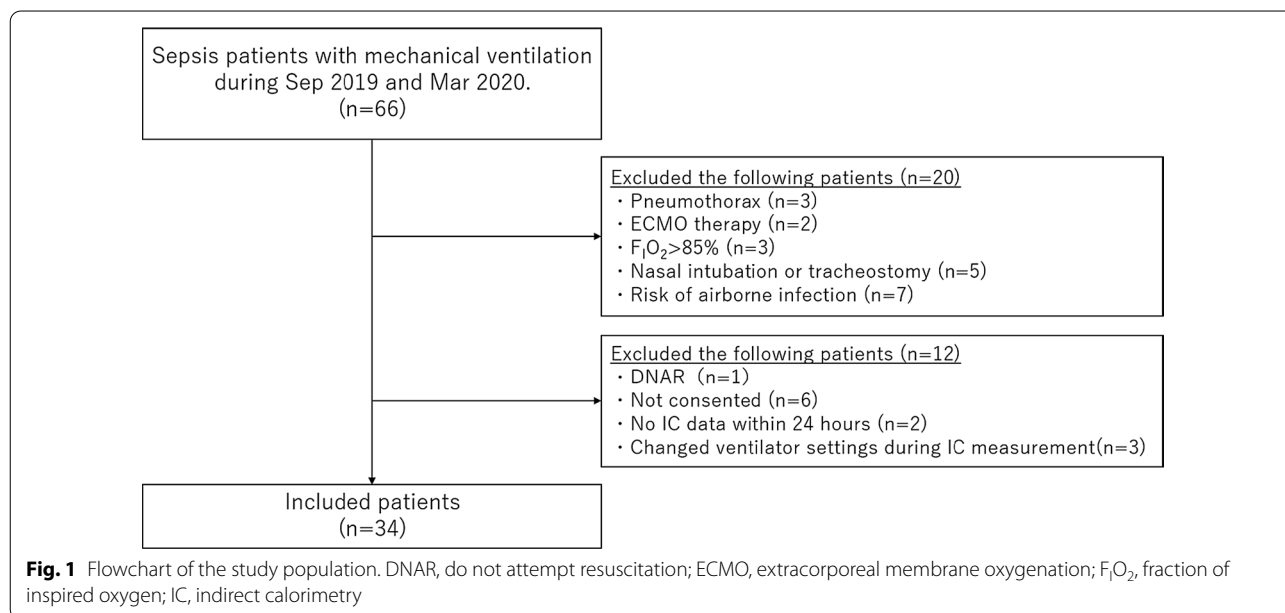 Sepsis patients with mechanical ventilation
during Sep 2019 and Mar 2020.
(n=66)
Excluded the following patients (n=20)
・Pneumothorax (n=3)
・ECMO therapy (n=2)
・FIO2>85% (n=3)
・Nasal intubation or tracheostomy (n=5)
・Risk of airborne infection (n=7)
Excluded the following patients (n=12)
・DNAR (n=1)
・Not consented (n=6)
・No IC data within 24 hours (n=2)
・Changed ventilator settings during IC measurement(n=3)
Included patients
(n=34)
Fig. 1 Flowchart of the study population. DNAR, do not attempt resuscitation; ECMO, extracorporeal membrane oxygenation; FIO2, fraction of
inspired oxygen; IC, indirect calorimetry